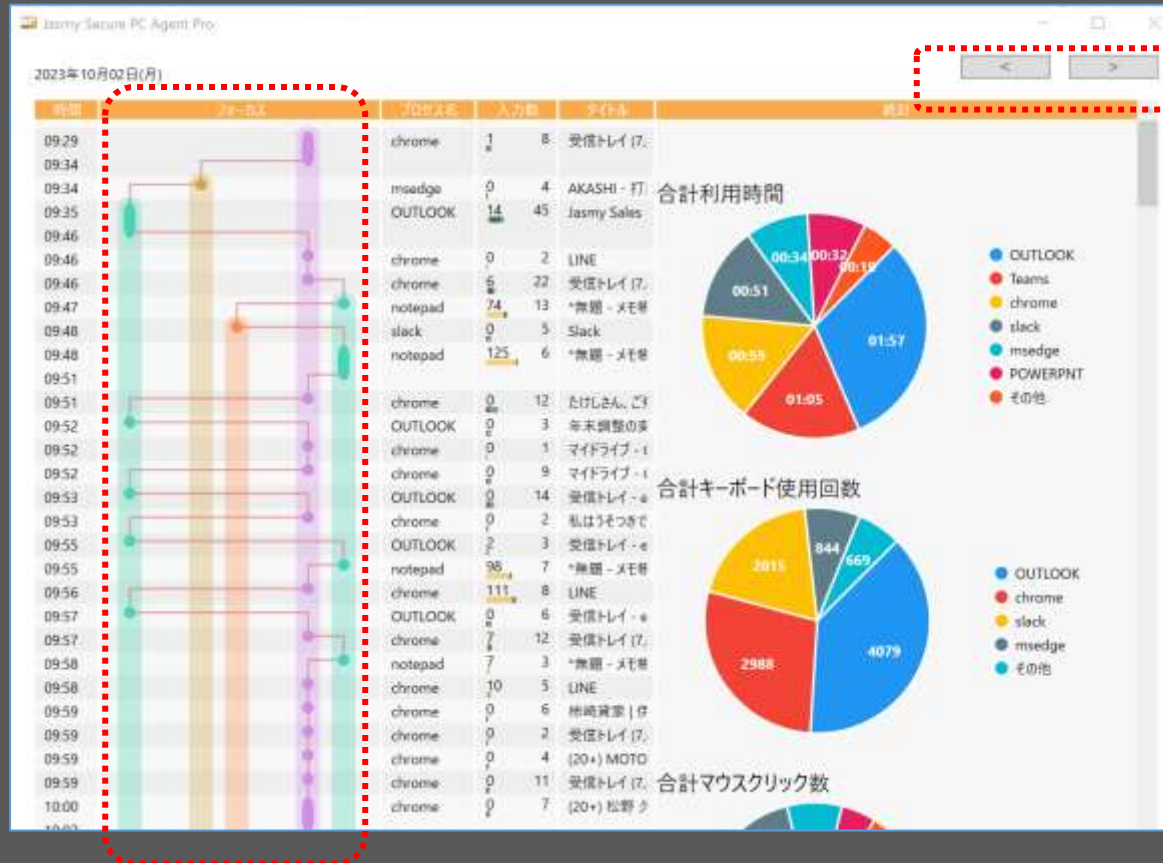 Jasmy Secure PC Agent Pro
2023年10月02日(月)
< >
時間 フォーカス プロセス名 入力数 タイトル 統計
09:29 chrome 1 8 受信トレイ (7,
09:34
09:34 msedge 0 4 AKASHI - 打
09:35 OUTLOOK 14 45 Jasmy Sales
09:46
09:46 chrome 0 2 LINE
09:46 chrome 6 22 受信トレイ (7,
09:47 notepad 74 13 *無題 - メモ帳
09:48 slack 0 5 Slack
09:48 notepad 125 6 *無題 - メモ帳
09:51
09:51 chrome 0 12 たけしさん、ご
09:52 OUTLOOK 0 3 年末調整の
09:52 chrome 0 1 マイドライブ -
09:52 chrome 0 9 マイドライブ -
09:53 OUTLOOK 0 14 受信トレイ - e
09:53 chrome 0 2 私はうそつきで
09:55 OUTLOOK 2 3 受信トレイ - e
09:55 notepad 98 7 *無題 - メモ帳
09:56 chrome 111 8 LINE
09:57 OUTLOOK 0 6 受信トレイ - e
09:57 chrome 7 12 受信トレイ (7,
09:58 notepad 7 3 *無題 - メモ帳
09:58 chrome 10 5 LINE
09:59 chrome 0 6
09:59 chrome 0 2 受信トレイ (7,
09:59 chrome 0 4 (20+) MOTO
09:59 chrome 0 11 受信トレイ (7,
10:00 chrome 0 7 (20+) 松野 ク
合計利用時間
00:34 00:32 00:19
00:51
01:57
00:59
01:05
OUTLOOK
Teams
chrome
slack
msedge
POWERPNT
その他
合計キーボード使用回数
844
669
2015
2988
4079
OUTLOOK
chrome
slack
msedge
その他
合計マウスクリック数